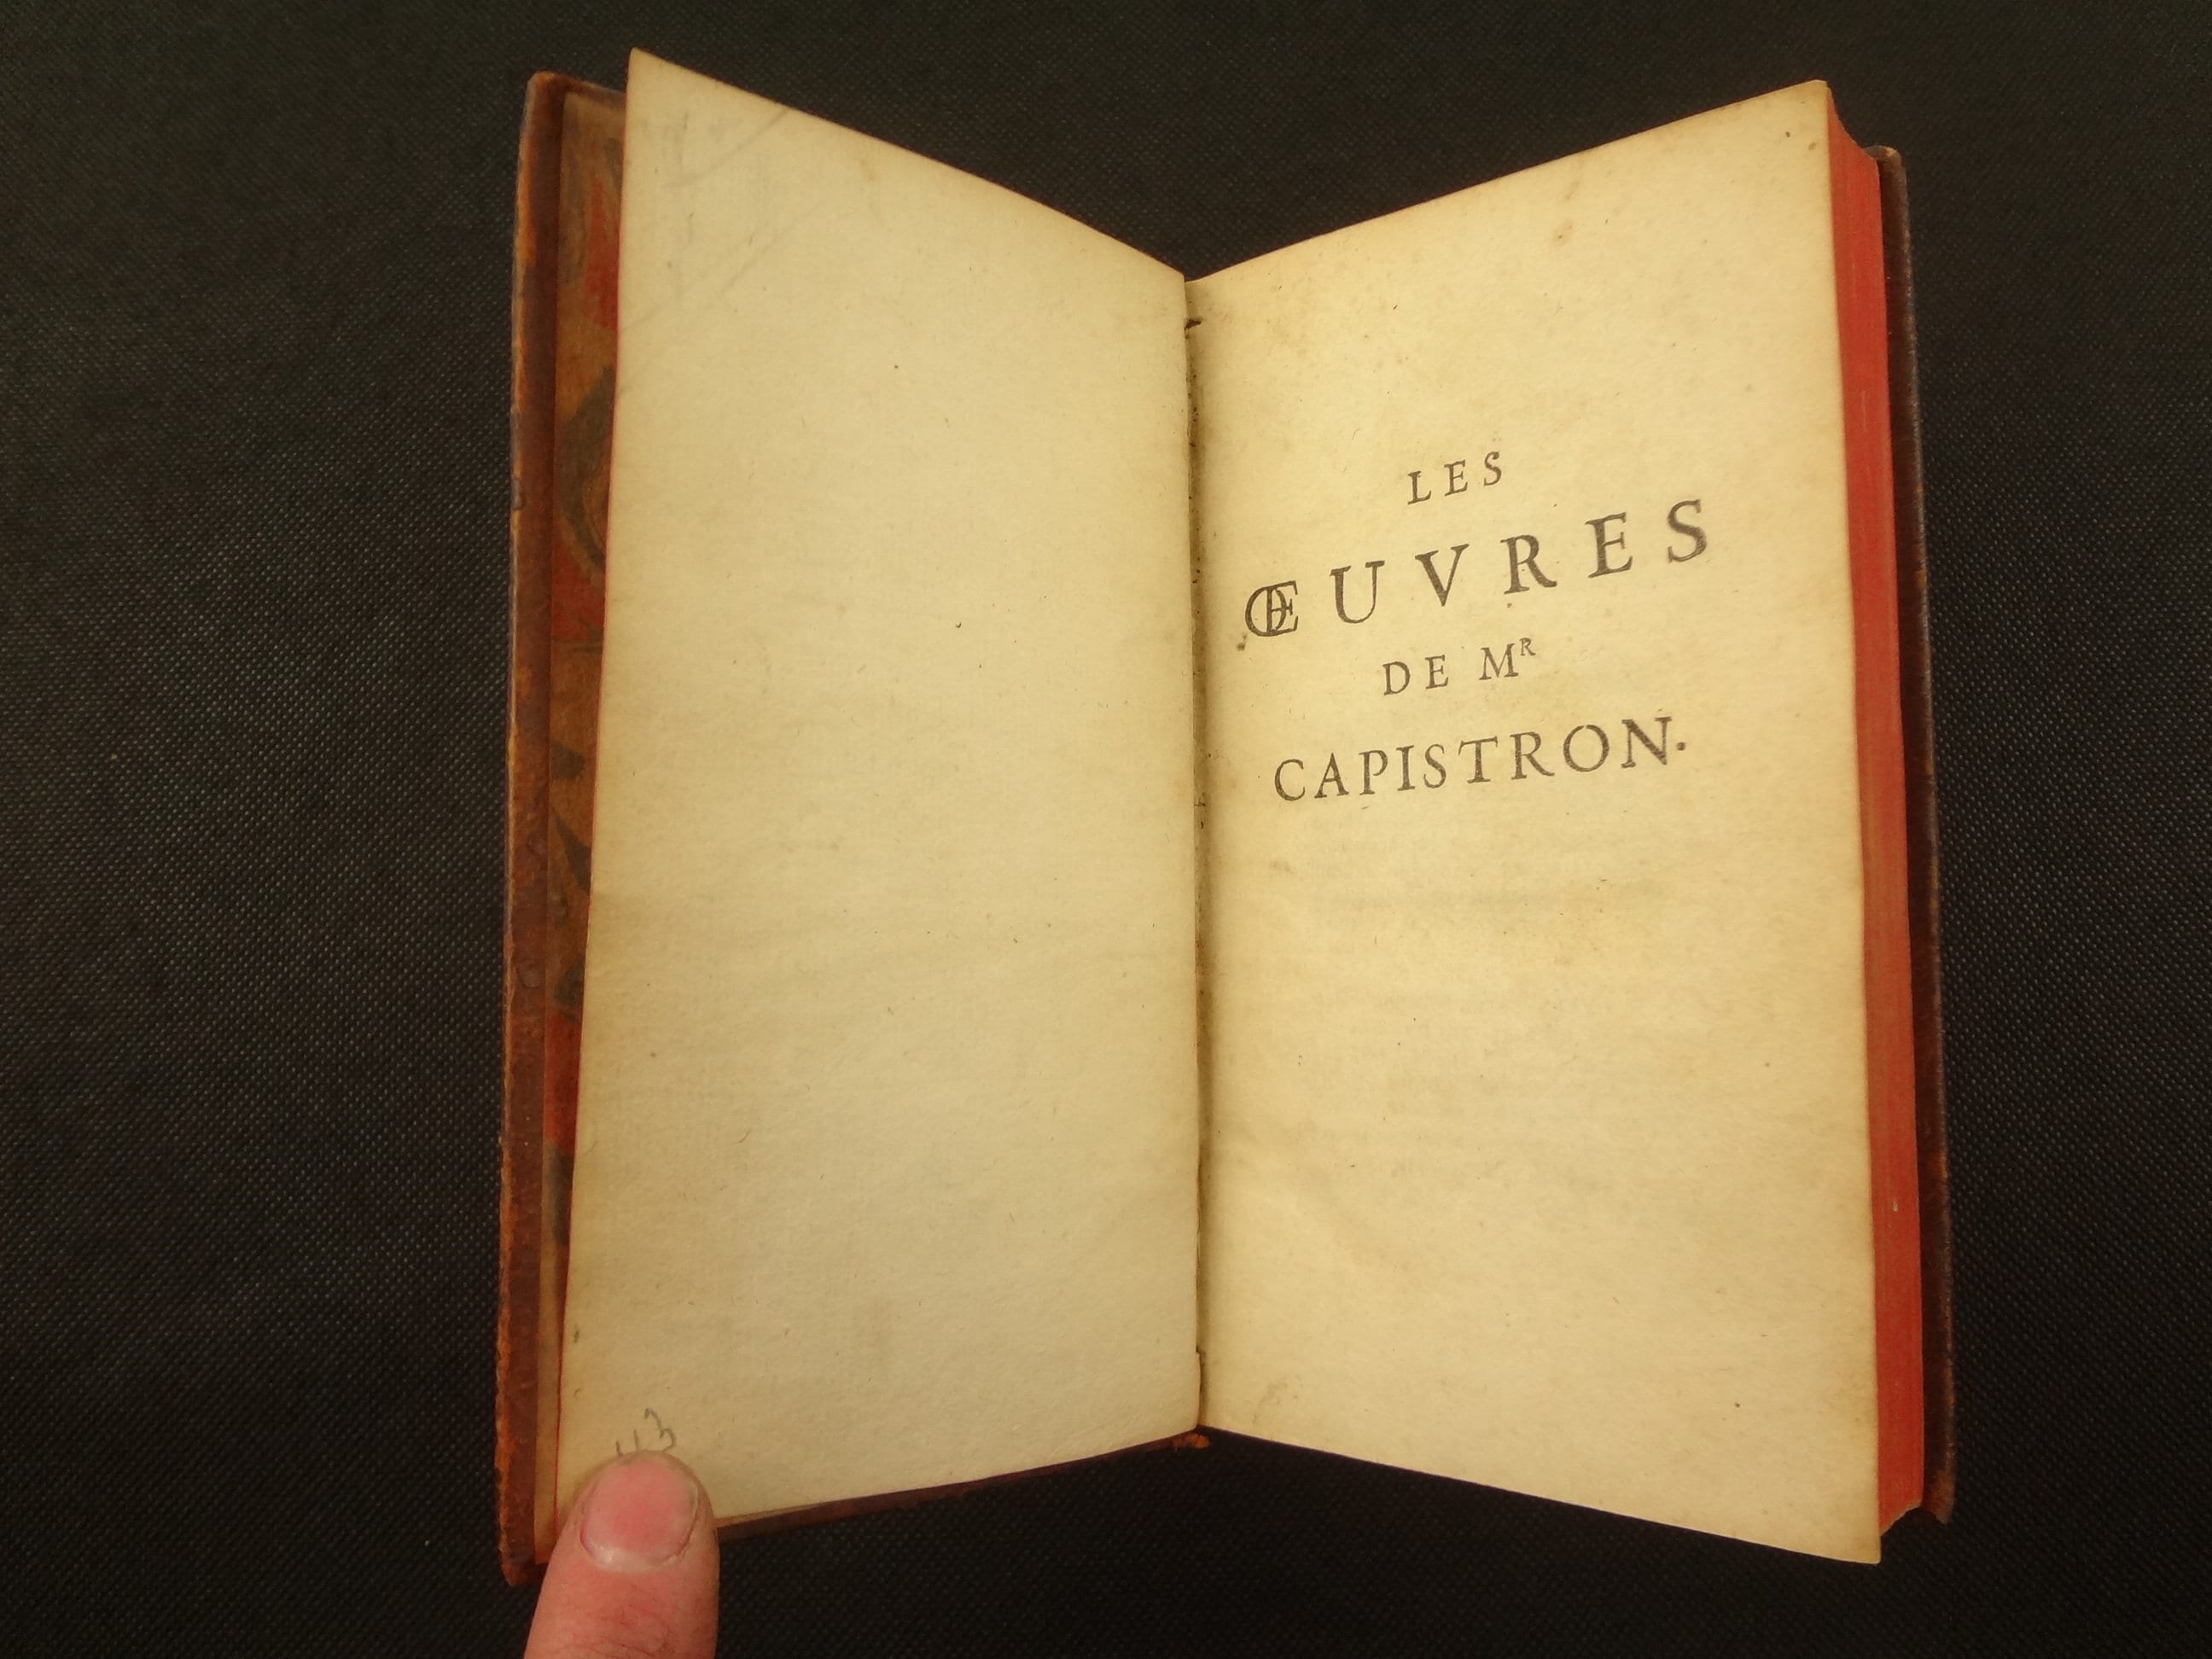 LES
ŒUVRES
DE MR
CAPISTRON.